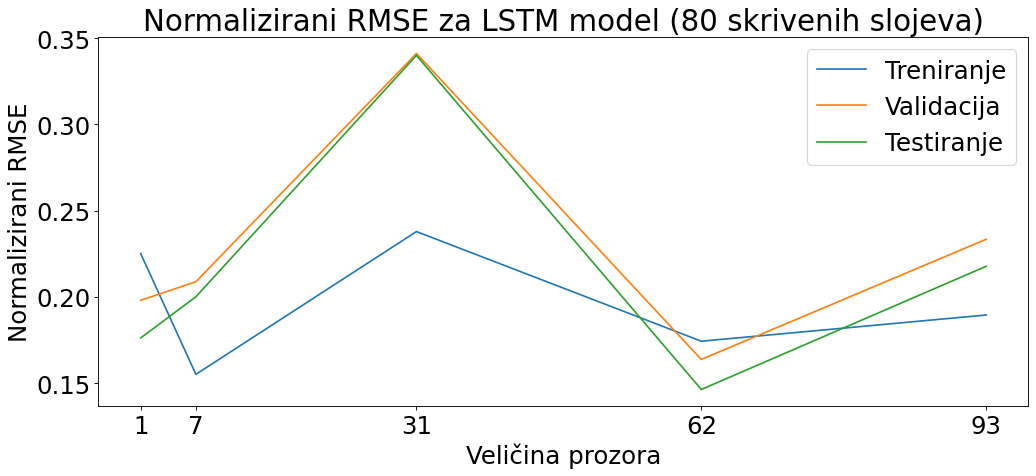 Normalizirani RMSE za LSTM model (80 skrivenih slojeva)
Normalizirani RMSE
0.35
0.30
0.25
0.20
0.15
Treniranje
Validacija
Testiranje
1 7 31 62 93
Veličina prozora